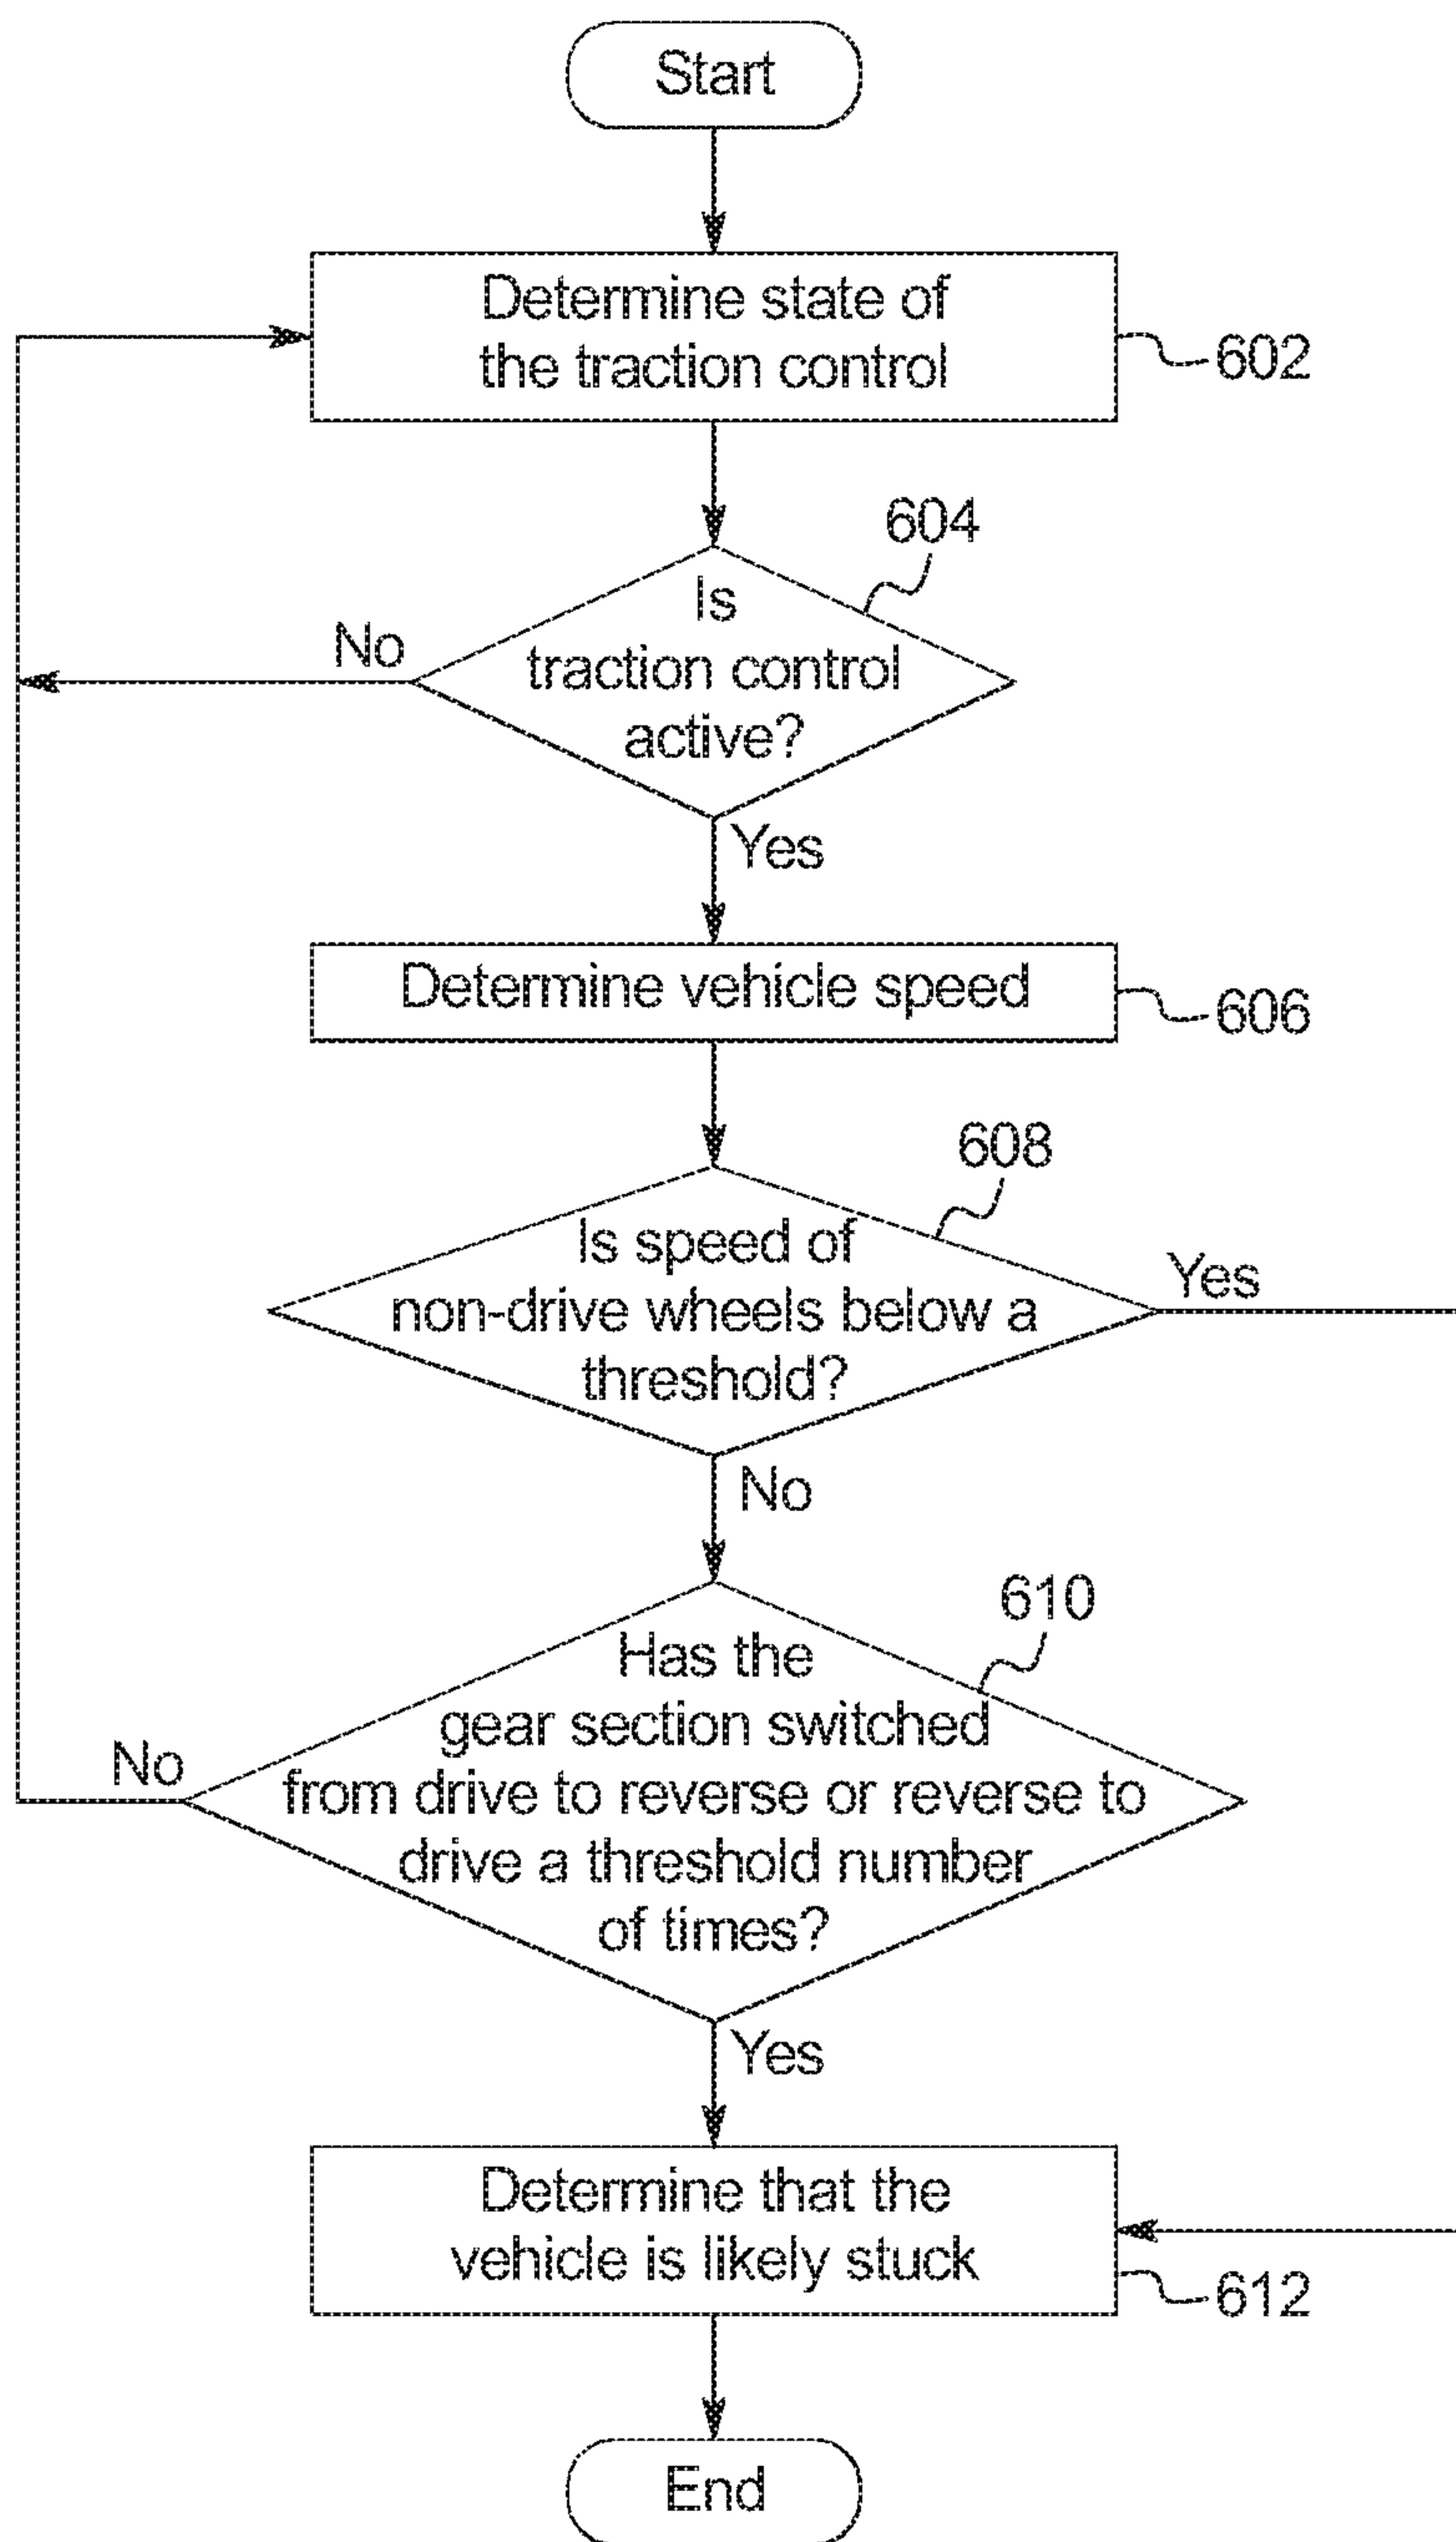 Start
Determine state of
the traction control
602
604
Is
traction control
active?
No
Yes
Determine vehicle speed
606
608
Is speed of
non-drive wheels below a
threshold?
Yes
No
610
Has the
gear section switched
from drive to reverse or reverse to
drive a threshold number
of times?
No
Yes
Determine that the
vehicle is likely stuck
612
End